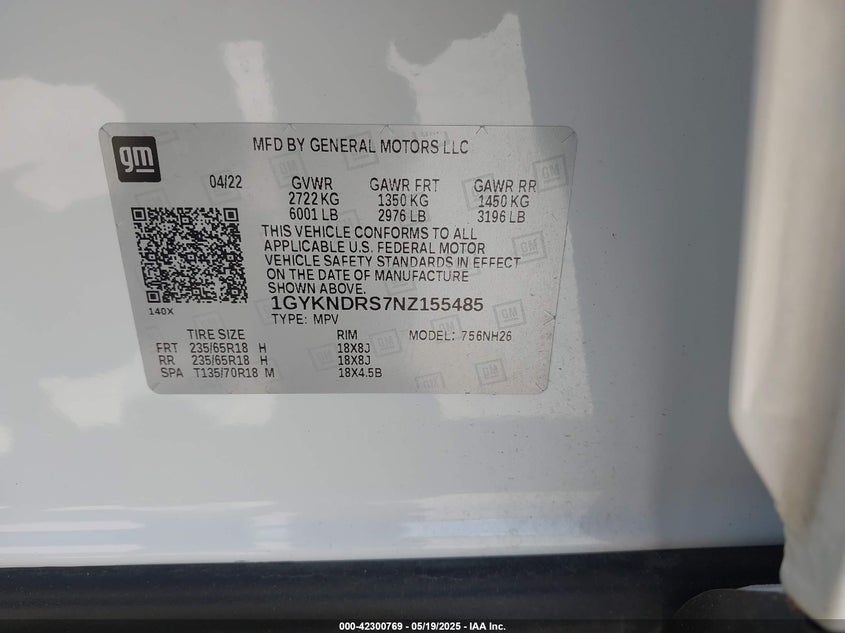 gm
MFD BY GENERAL MOTORS LLC
04/22 GVWR GAWR FRT GAWR RR
2722 KG 1350 KG 1450 KG
6001 LB 2976 LB 3196 LB
THIS VEHICLE CONFORMS TO ALL
APPLICABLE U.S. FEDERAL MOTOR
VEHICLE SAFETY STANDARDS IN EFFECT
ON THE DATE OF MANUFACTURE
SHOWN ABOVE.
140X
1GYKNDRS7NZ155485
TYPE: MPV
TIRE SIZE RIM MODEL: 756NH26
FRT 235/65R18 H 18X8J
RR 235/65R18 H 18X8J
SPA T135/70R18 M 18X4.5B
000-42300769 - 05/19/2025 - IAA Inc.